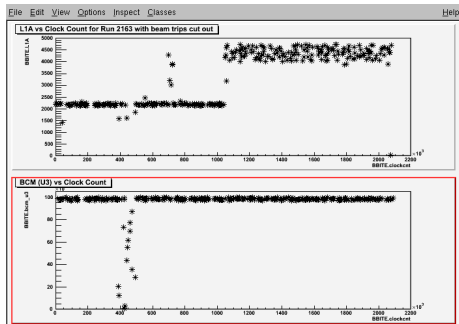 File Edit View Options Inspect Classes Help
L1A vs Clock Count for Run 2163 with beam trips cut out
BBITE.L1A
5000
4500
4000
3500
3000
2500
2000
1500
1000
500
0
0 200 400 600 800 1000 1200 1400 1600 1800 2000 2200
×10³
BBITE.clockcnt
BCM (U3) vs Clock Count
BBITE.bcm_u3
100
80
60
40
20
0
0 200 400 600 800 1000 1200 1400 1600 1800 2000 2200
×10³
BBITE.clockcnt